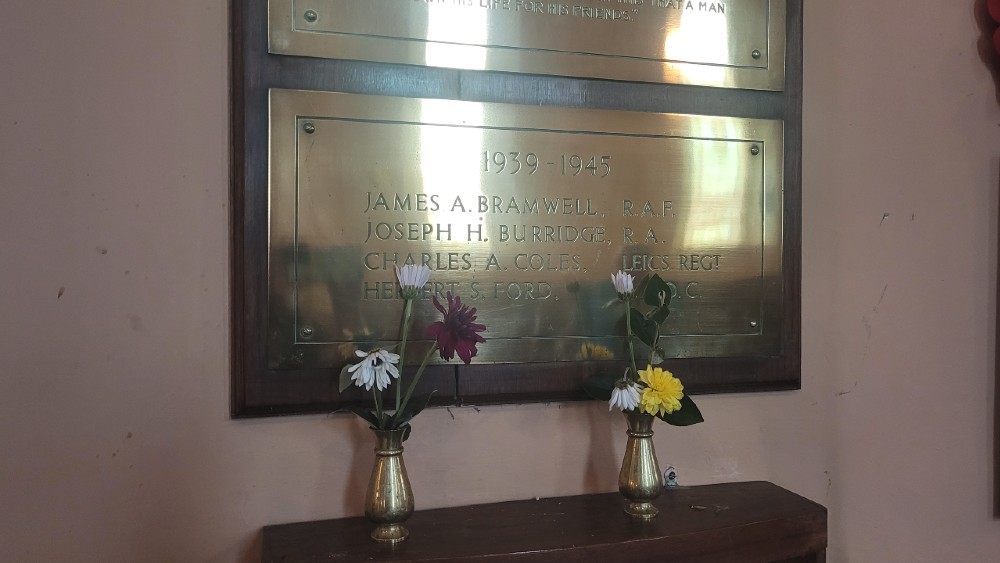 THAT A MAN
HIS LIFE FOR HIS FRIENDS."
1939-1945
JAMES A. BRAMWELL, R.A.F.
JOSEPH H. BURRIDGE, R.A.
CHARLES A. COLES, LEICS. REGT
HERBERT S. FORD,